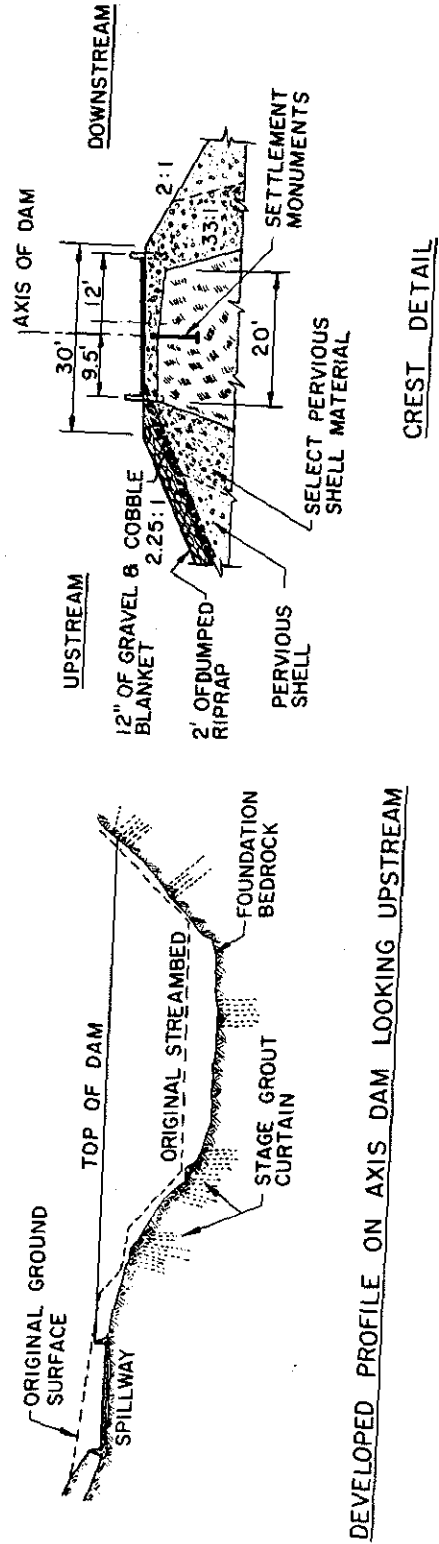 ORIGINAL GROUND
SURFACE
TOP OF DAM
SPILLWAY
ORIGINAL STREAMBED
STAGE GROUT
CURTAIN
FOUNDATION
BEDROCK
DEVELOPED PROFILE ON AXIS DAM LOOKING UPSTREAM
UPSTREAM
AXIS OF DAM
DOWNSTREAM
30'
9.5'
12'
12" OF GRAVEL & COBBLE
BLANKET
2.25:1
2' OF DUMPED
RIPRAP
2:1
.33:1
PERVIOUS
SHELL
20'
SELECT PERVIOUS
SHELL MATERIAL
SETTLEMENT
MONUMENTS
CREST DETAIL